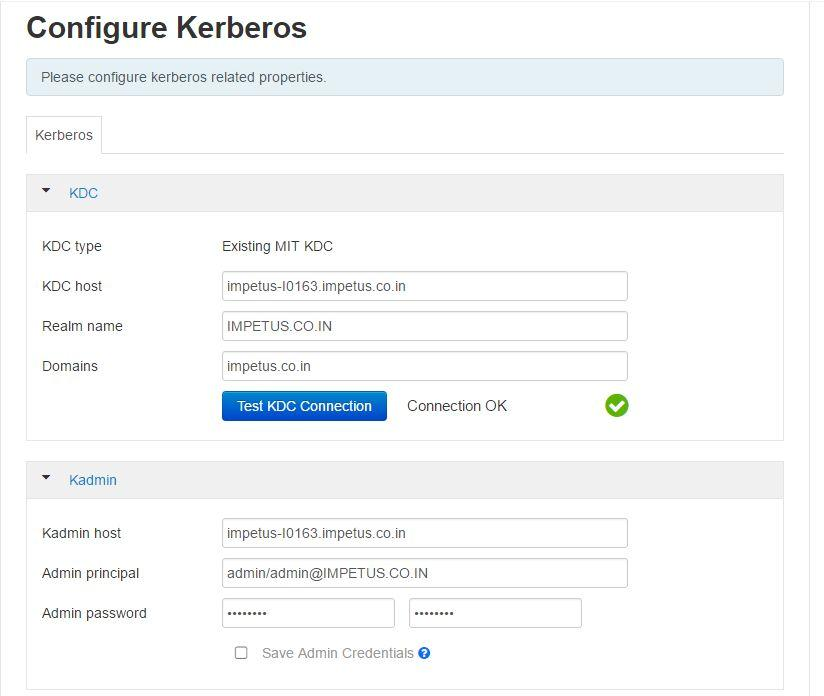 Configure Kerberos
Please configure kerberos related properties.
Kerberos
KDC
KDC type Existing MIT KDC
KDC host impetus-I0163.impetus.co.in
Realm name IMPETUS.CO.IN
Domains impetus.co.in
Test KDC Connection Connection OK
Kadmin
Kadmin host impetus-I0163.impetus.co.in
Admin principal admin/admin@IMPETUS.CO.IN
Admin password •••••••• ••••••••
Save Admin Credentials ?